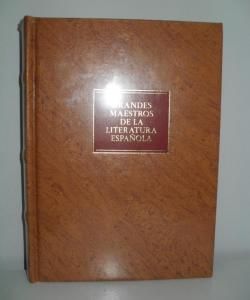 GRANDES
MAESTROS
DE LA
LITERATURA
ESPAÑOLA